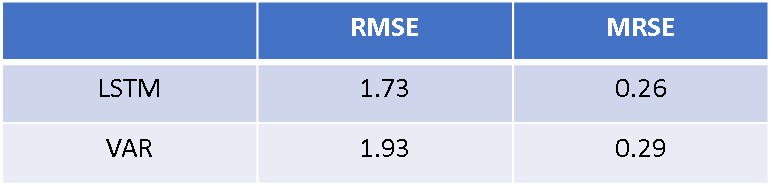 RMSE MRSE
LSTM 1.73 0.26
VAR 1.93 0.29